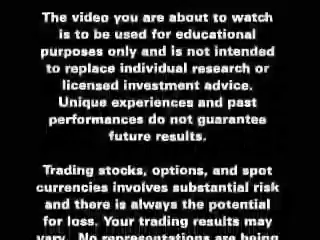 The video you are about to watch
is to be used for educational
purposes only and is not intended
to replace individual research or
licensed investment advice.
Unique experiences and past
performances do not guarantee
future results.
Trading stocks, options, and spot
currencies involves substantial risk
and there is always the potential
for loss. Your trading results may
vary. No representations are being